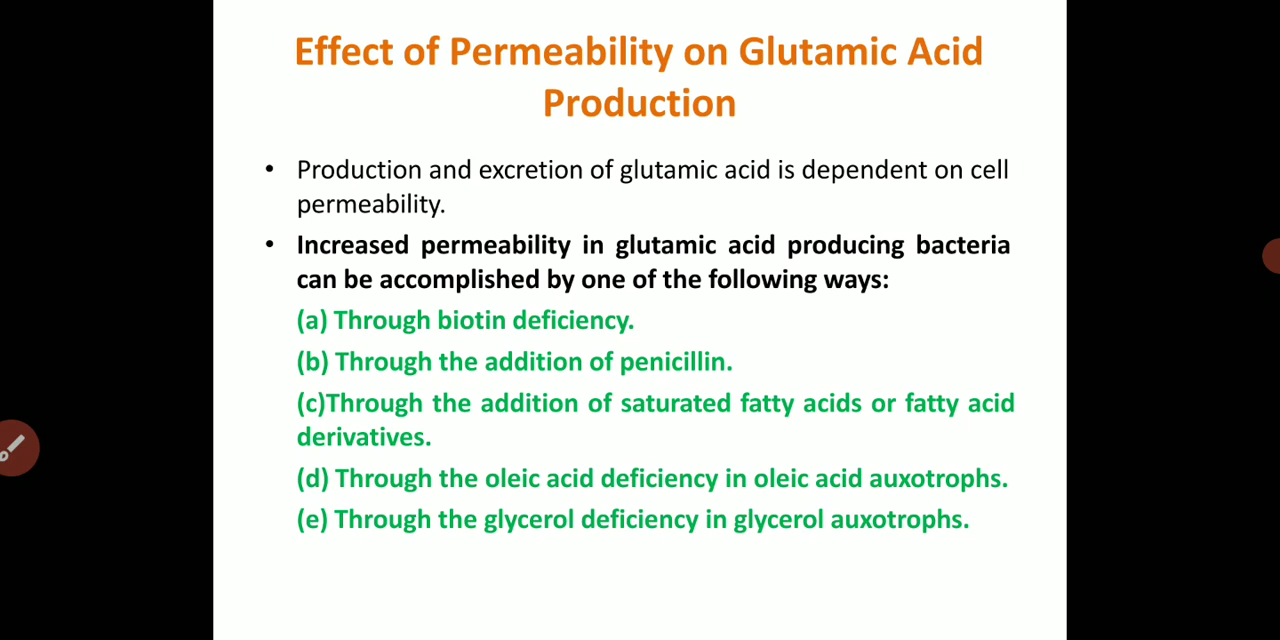 Effect of Permeability on Glutamic Acid
Production
• Production and excretion of glutamic acid is dependent on cell
permeability.
• Increased permeability in glutamic acid producing bacteria
can be accomplished by one of the following ways:
(a) Through biotin deficiency.
(b) Through the addition of penicillin.
(c)Through the addition of saturated fatty acids or fatty acid
derivatives.
(d) Through the oleic acid deficiency in oleic acid auxotrophs.
(e) Through the glycerol deficiency in glycerol auxotrophs.